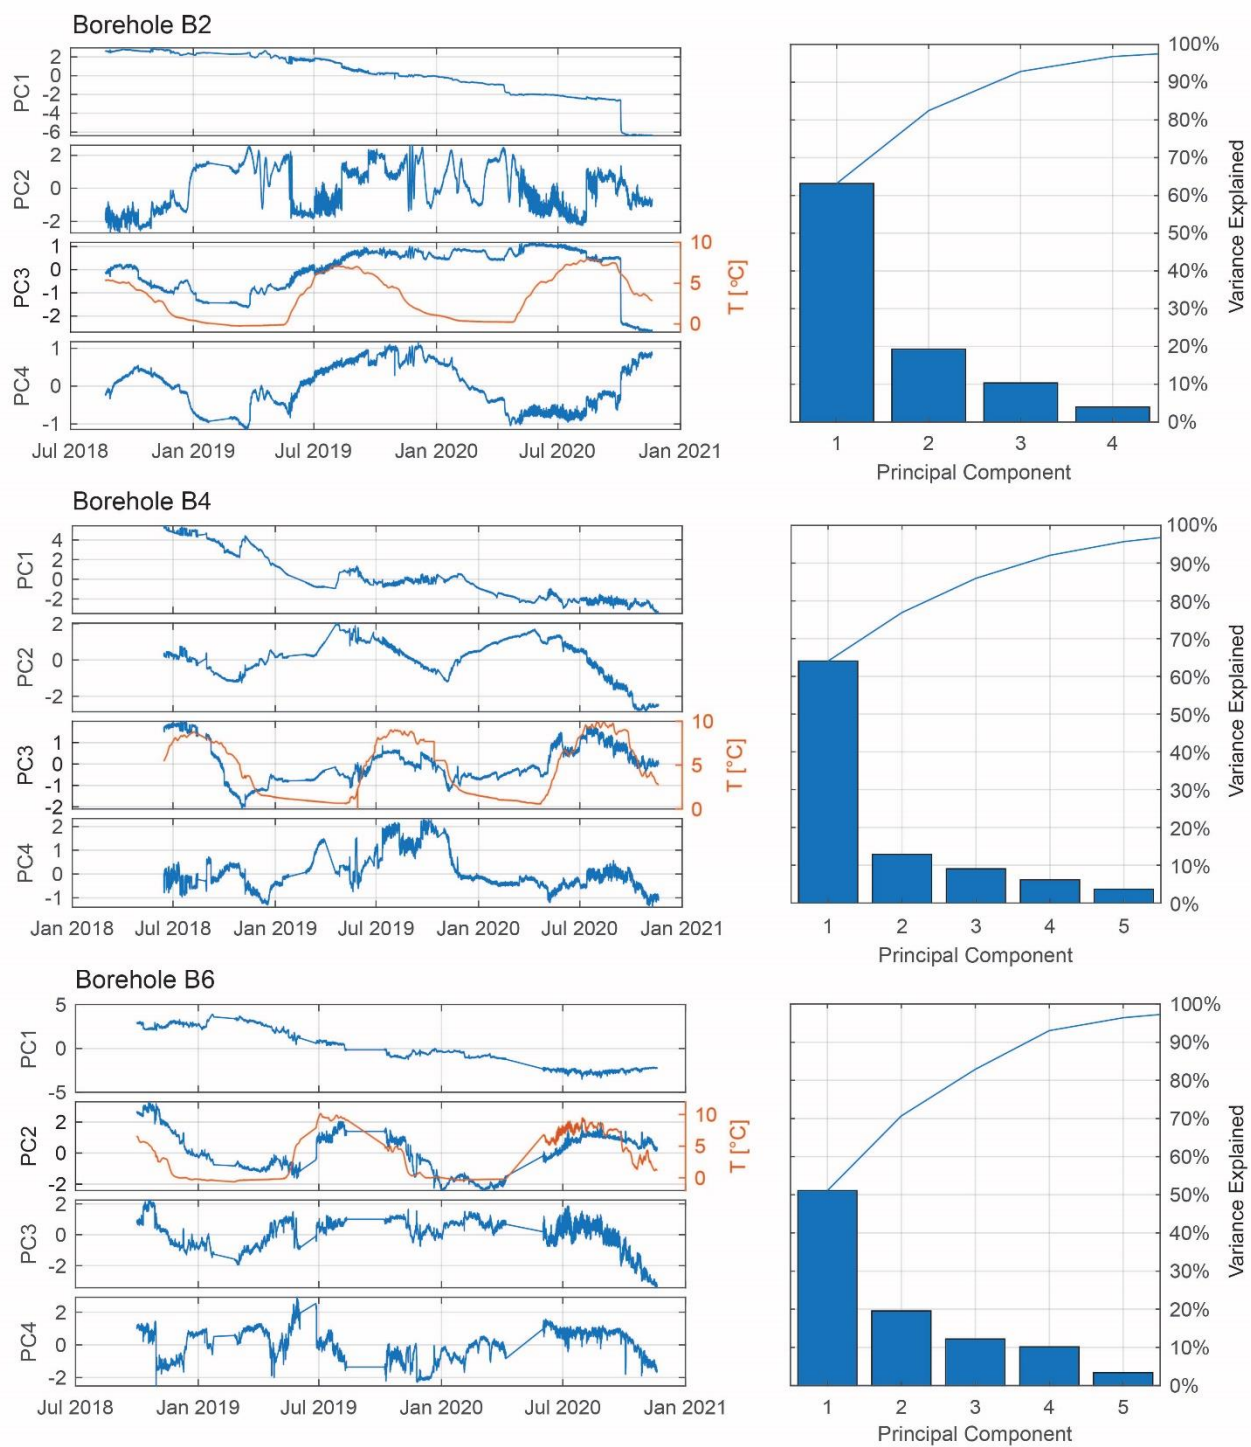 Borehole B2
PC1
2
0
-2
-4
-6
PC2
2
0
-2
PC3
1
0
-1
-2
10
5
0
T [°C]
PC4
1
0
-1
Jul 2018 Jan 2019 Jul 2019 Jan 2020 Jul 2020 Jan 2021
100%
90%
80%
70%
60%
50%
40%
30%
20%
10%
0%
Variance Explained
1 2 3 4
Principal Component
Borehole B4
PC1
4
2
0
-2
PC2
2
0
-2
PC3
1
0
-1
-2
10
5
0
T [°C]
PC4
2
1
0
-1
Jan 2018 Jul 2018 Jan 2019 Jul 2019 Jan 2020 Jul 2020 Jan 2021
100%
90%
80%
70%
60%
50%
40%
30%
20%
10%
0%
Variance Explained
1 2 3 4 5
Principal Component
Borehole B6
PC1
5
0
-5
PC2
2
0
-2
10
5
0
T [°C]
PC3
2
0
-2
PC4
2
0
-2
Jul 2018 Jan 2019 Jul 2019 Jan 2020 Jul 2020 Jan 2021
100%
90%
80%
70%
60%
50%
40%
30%
20%
10%
0%
Variance Explained
1 2 3 4 5
Principal Component